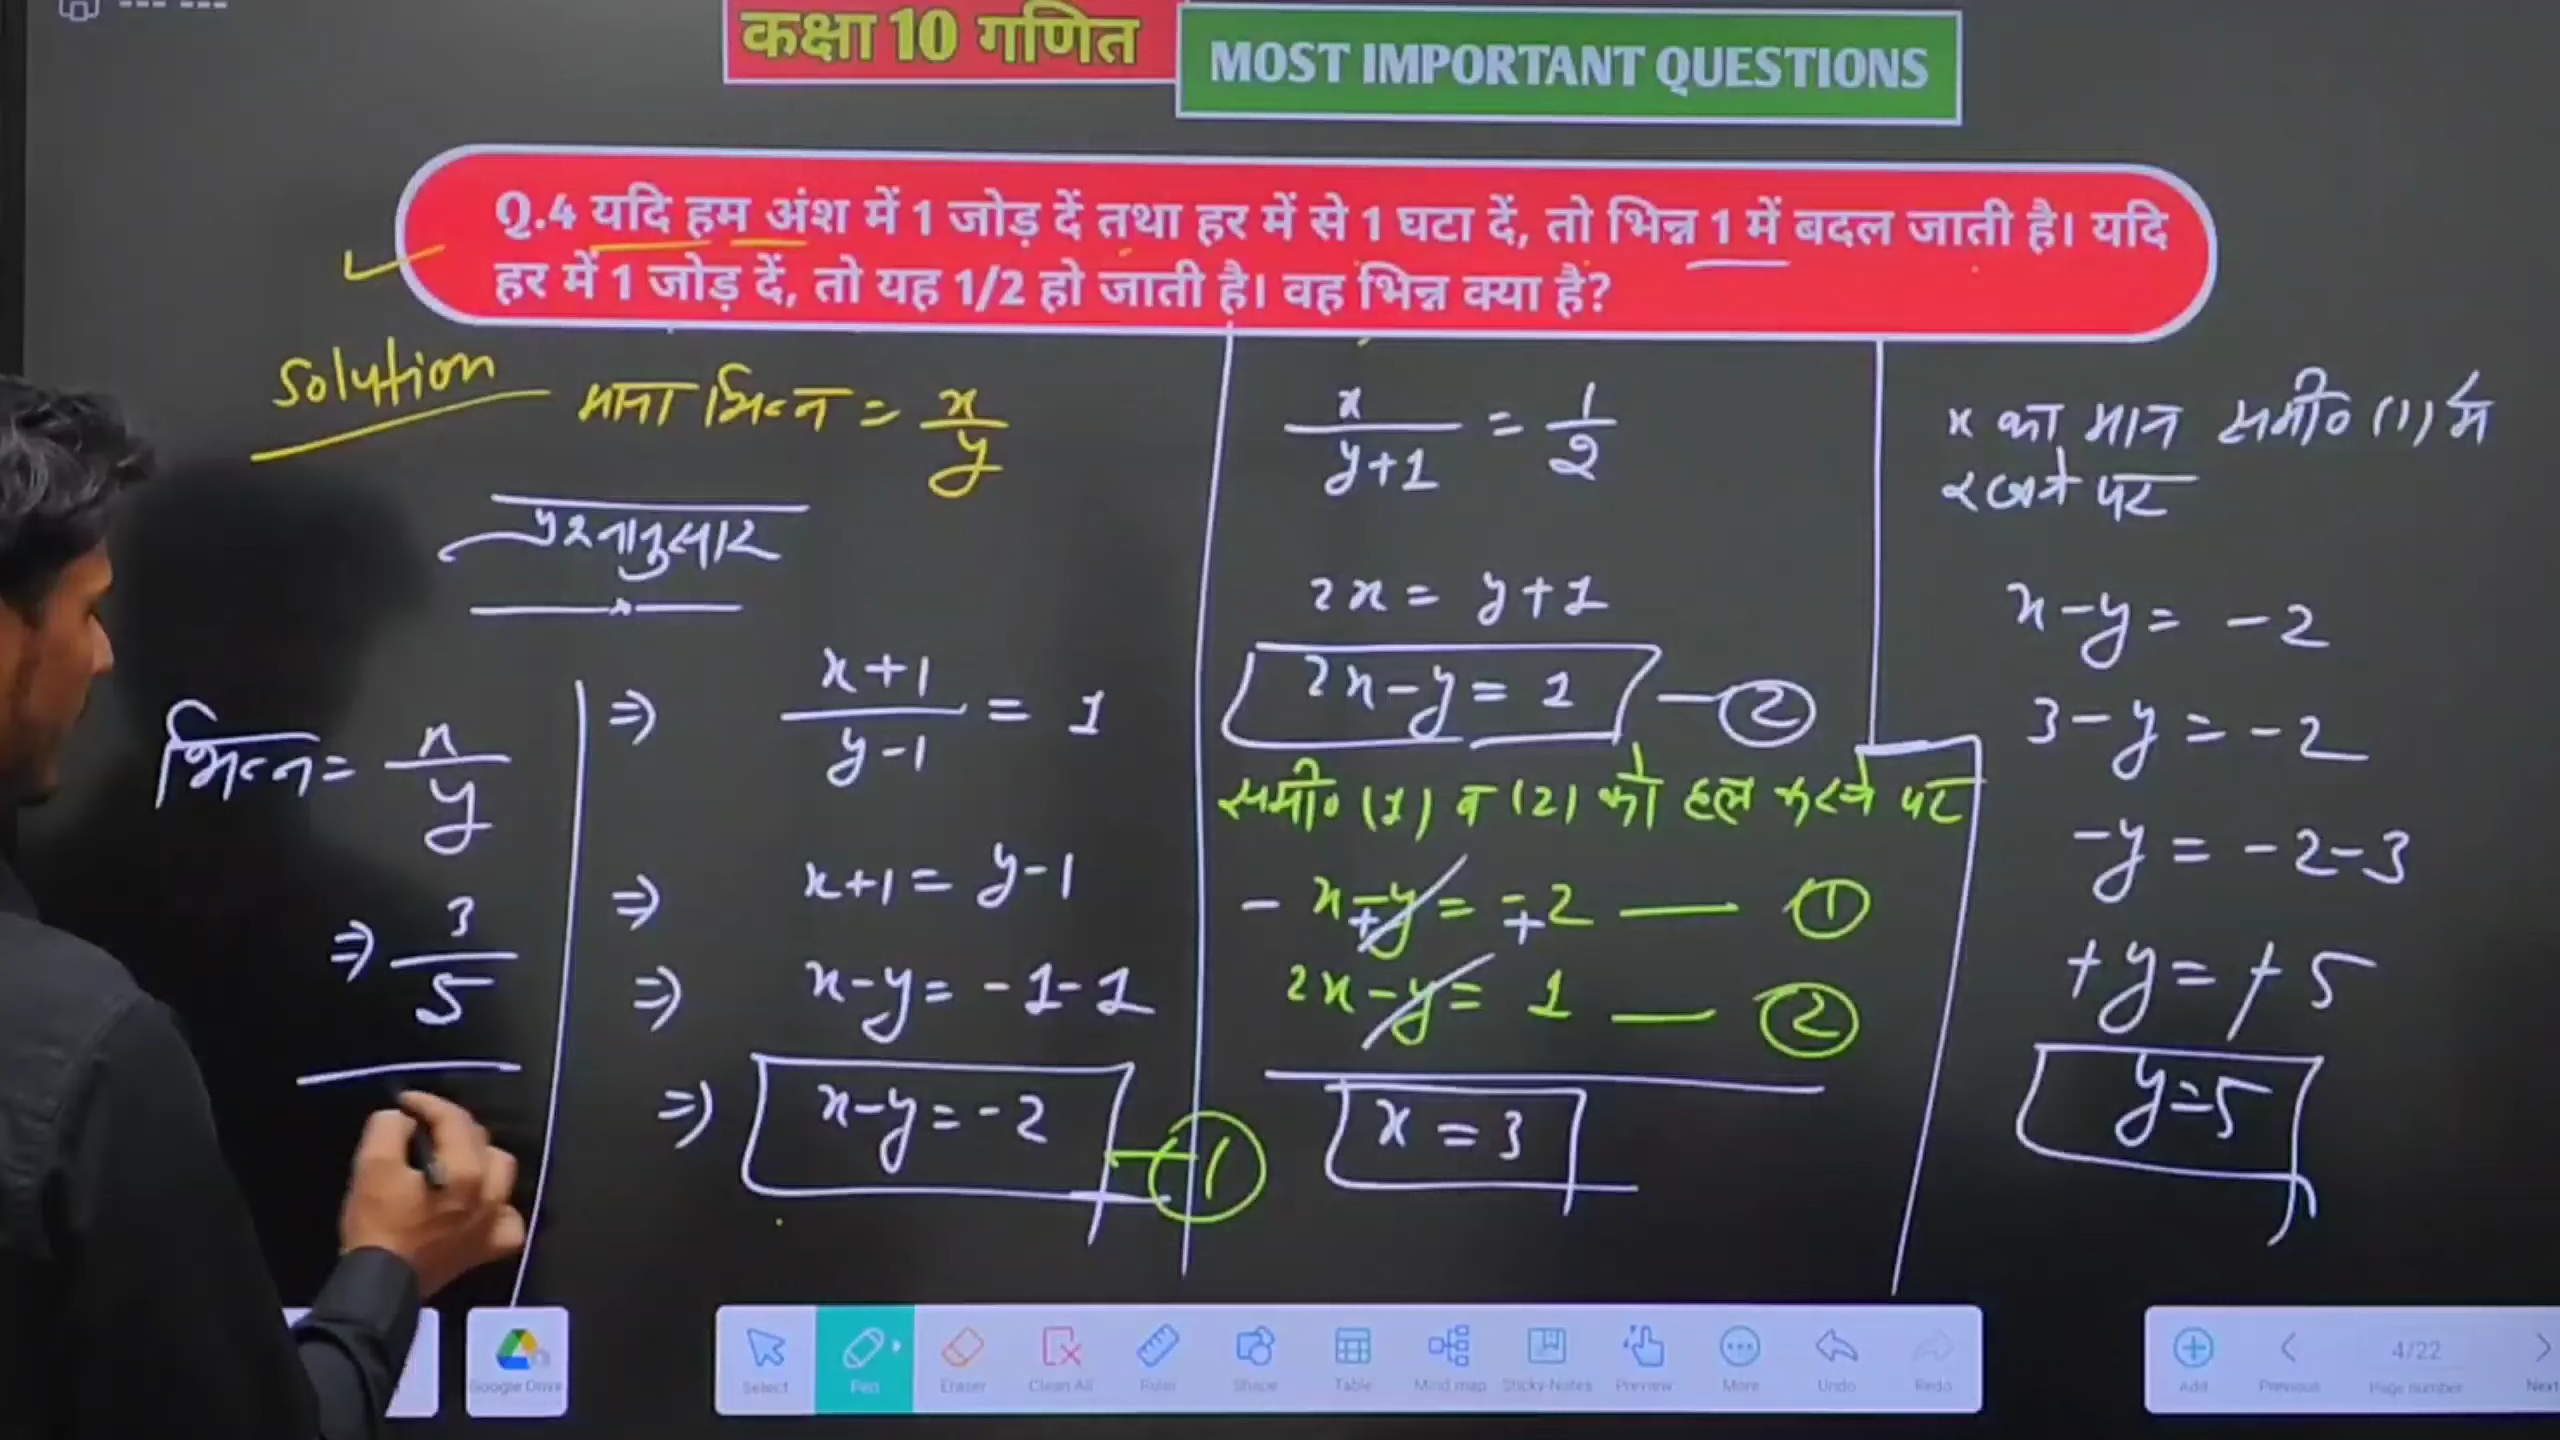 कक्षा 10 गणित
MOST IMPORTANT QUESTIONS
Q.4 यदि हम अंश में 1 जोड़ दें तथा हर में से 1 घटा दें, तो भिन्न 1 में बदल जाती है। यदि
हर में 1 जोड़ दें, तो यह 1/2 हो जाती है। वह भिन्न क्या है?
Solution
माना भिन्न = x/y
प्रश्नानुसार
⇒ (x+1)/(y-1) = 1
⇒ x+1 = y-1
⇒ x-y = -1-1
⇒ x-y = -2 — ①
x/(y+1) = 1/2
2x = y+1
2x-y = 1 — ②
समी० (1) व (2) को हल करने पर
- x-y = -2 — ①
+ +
2x-y = 1 — ②
x = 3
x का मान समी० (1) में
रखने पर
x-y = -2
3-y = -2
-y = -2-3
+y = +5
y=5
भिन्न = x/y
⇒ 3/5
Google Drive
Select
Pen
Eraser
Clean All
Ruler
Shape
Table
Mind map
Sticky-Notes
Preview
More
Undo
Redo
Add
Previous
4/22
Page number
Next